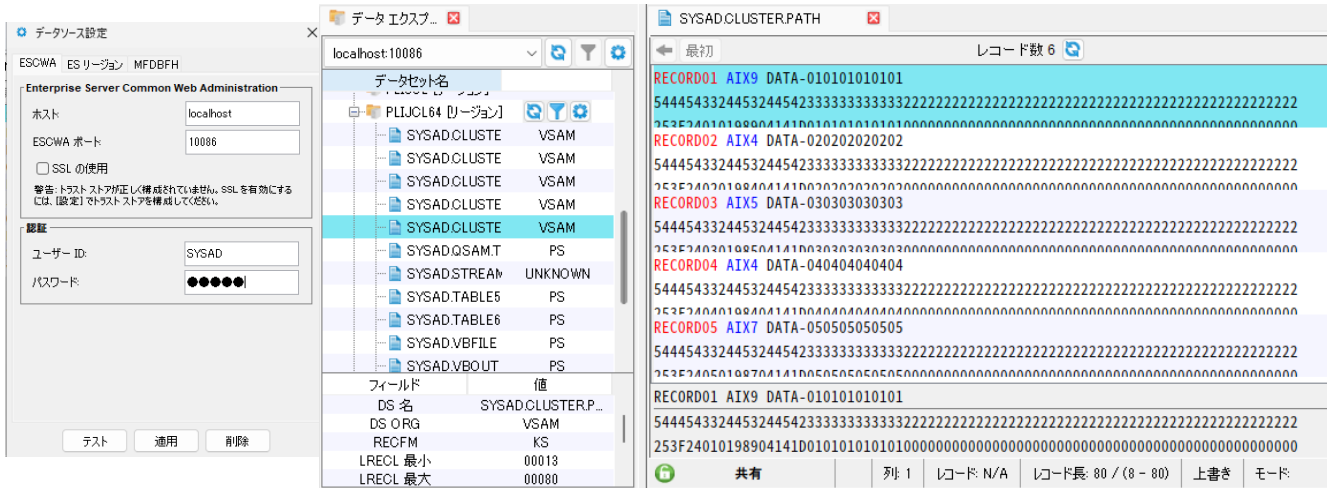 データソース設定
ESCWA ES リージョン MFDBFH
Enterprise Server Common Web Administration
ホスト: localhost
ESCWA ポート: 10086
SSL の使用
警告: トラスト ストアが正しく構成されていません。SSL を有効にする
には、[設定] でトラスト ストアを構成してください。
認証
ユーザー ID: SYSAD
パスワード:
テスト 適用 削除
データ エクスプ...
localhost:10086
データセット名
PLIJCL64 [リージョン]
SYSAD.CLUSTE VSAM
SYSAD.CLUSTE VSAM
SYSAD.CLUSTE VSAM
SYSAD.CLUSTE VSAM
SYSAD.CLUSTE VSAM
SYSAD.QSAM.T PS
SYSAD.STREAM UNKNOWN
SYSAD.TABLE5 PS
SYSAD.TABLE6 PS
SYSAD.VBFILE PS
SYSAD.VBOUT PS
フィールド 値
DS 名 SYSAD.CLUSTER.P...
DS ORG VSAM
RECFM KS
LRECL 最小 00013
LRECL 最大 00080
SYSAD.CLUSTER.PATH
最初 レコード数 6
RECORD01 AIX9 DATA-010101010101
RECORD02 AIX4 DATA-020202020202
RECORD03 AIX5 DATA-030303030303
RECORD04 AIX4 DATA-040404040404
RECORD05 AIX7 DATA-050505050505
RECORD01 AIX9 DATA-010101010101
共有 列: 1 レコード: N/A レコード長: 80 / (8 - 80) 上書き モード: